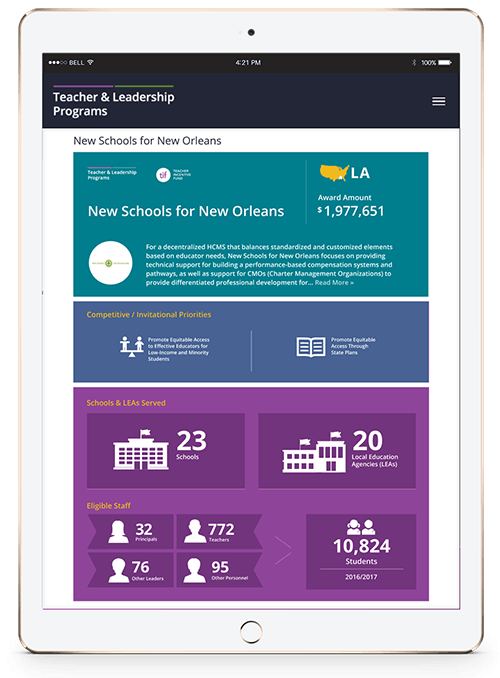 BELL
4:21 PM
100%
Teacher & Leadership
Programs
New Schools for New Orleans
Teacher & Leadership
Programs
tif
TEACHER
INCENTIVE
FUND
LA
Award Amount
$1,977,651
New Schools for New Orleans
For a decentralized HCMS that balances standardized and customized elements
based on educator needs, New Schools for New Orleans focuses on providing
technical support for building a performance-based compensation systems and
pathways, as well as support for CMOs (Charter Management Organizations) to
provide differentiated professional development for... Read More »
Competitive / Invitational Priorities
Promote Equitable Access
to Effective Educators for
Low-Income and Minority
Students
Promote Equitable
Access Through
State Plans
Schools & LEAs Served
23
Schools
20
Local Education
Agencies (LEAs)
Eligible Staff
32
Principals
772
Teachers
76
Other Leaders
95
Other Personnel
10,824
Students
2016/2017